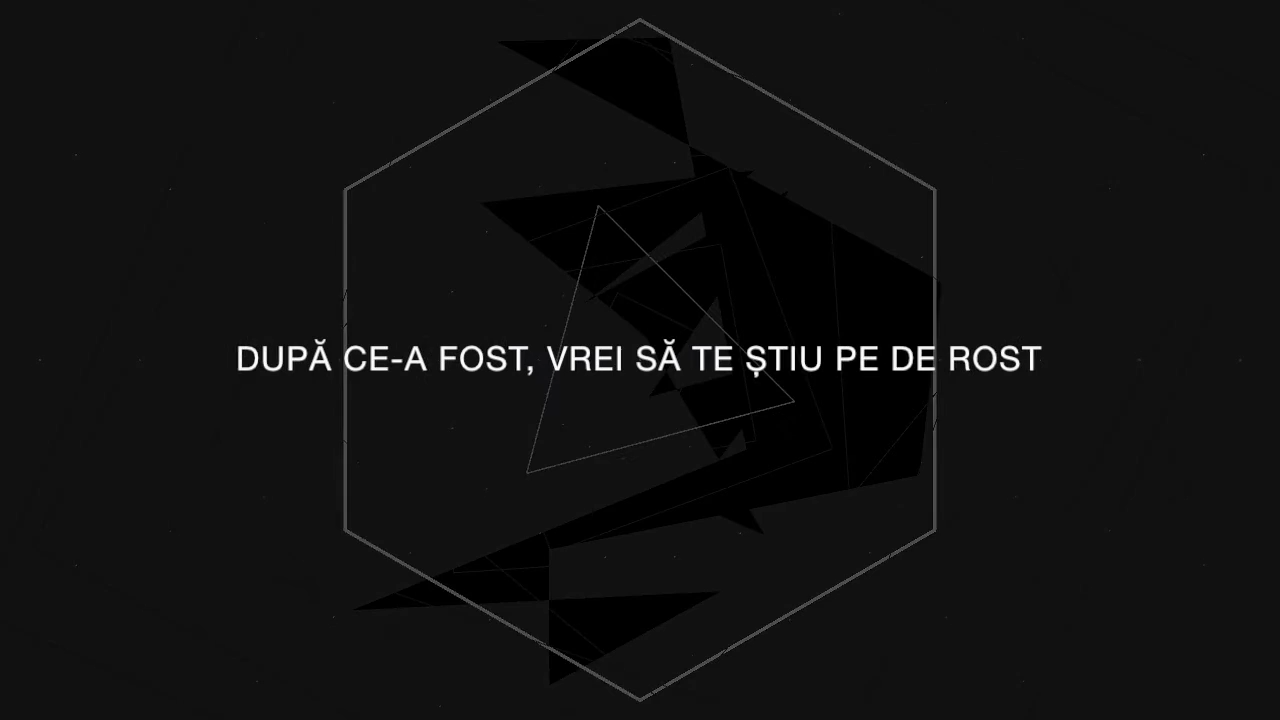 DUPĂ CE-A FOST, VREI SĂ TE ȘTIU PE DE ROST